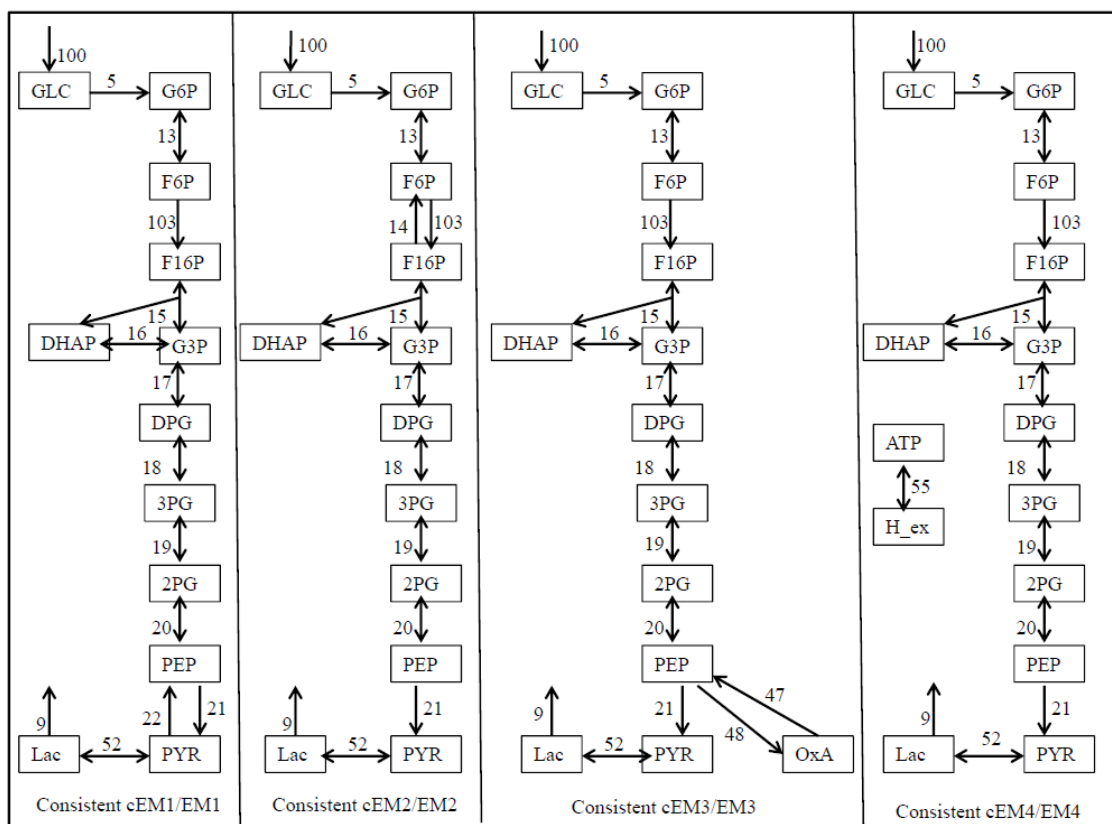 100 100 100 100
5 5 5 5
GLC G6P GLC G6P GLC G6P GLC G6P
13 13 13 13
F6P F6P F6P F6P
103 14 103 103 103
F16P F16P F16P F16P
15 15 15 15
DHAP 16 G3P DHAP 16 G3P DHAP 16 G3P DHAP 16 G3P
17 17 17 17
DPG DPG DPG DPG
ATP
18 18 18 18
55
3PG 3PG 3PG 3PG
H_ex
19 19 19 19
2PG 2PG 2PG 2PG
20 20 20 20
PEP PEP PEP PEP
9 22 21 9 21 9 21 48 47 9 21
Lac 52 PYR Lac 52 PYR Lac 52 PYR OxA Lac 52 PYR
Consistent cEM1/EM1 Consistent cEM2/EM2 Consistent cEM3/EM3 Consistent cEM4/EM4